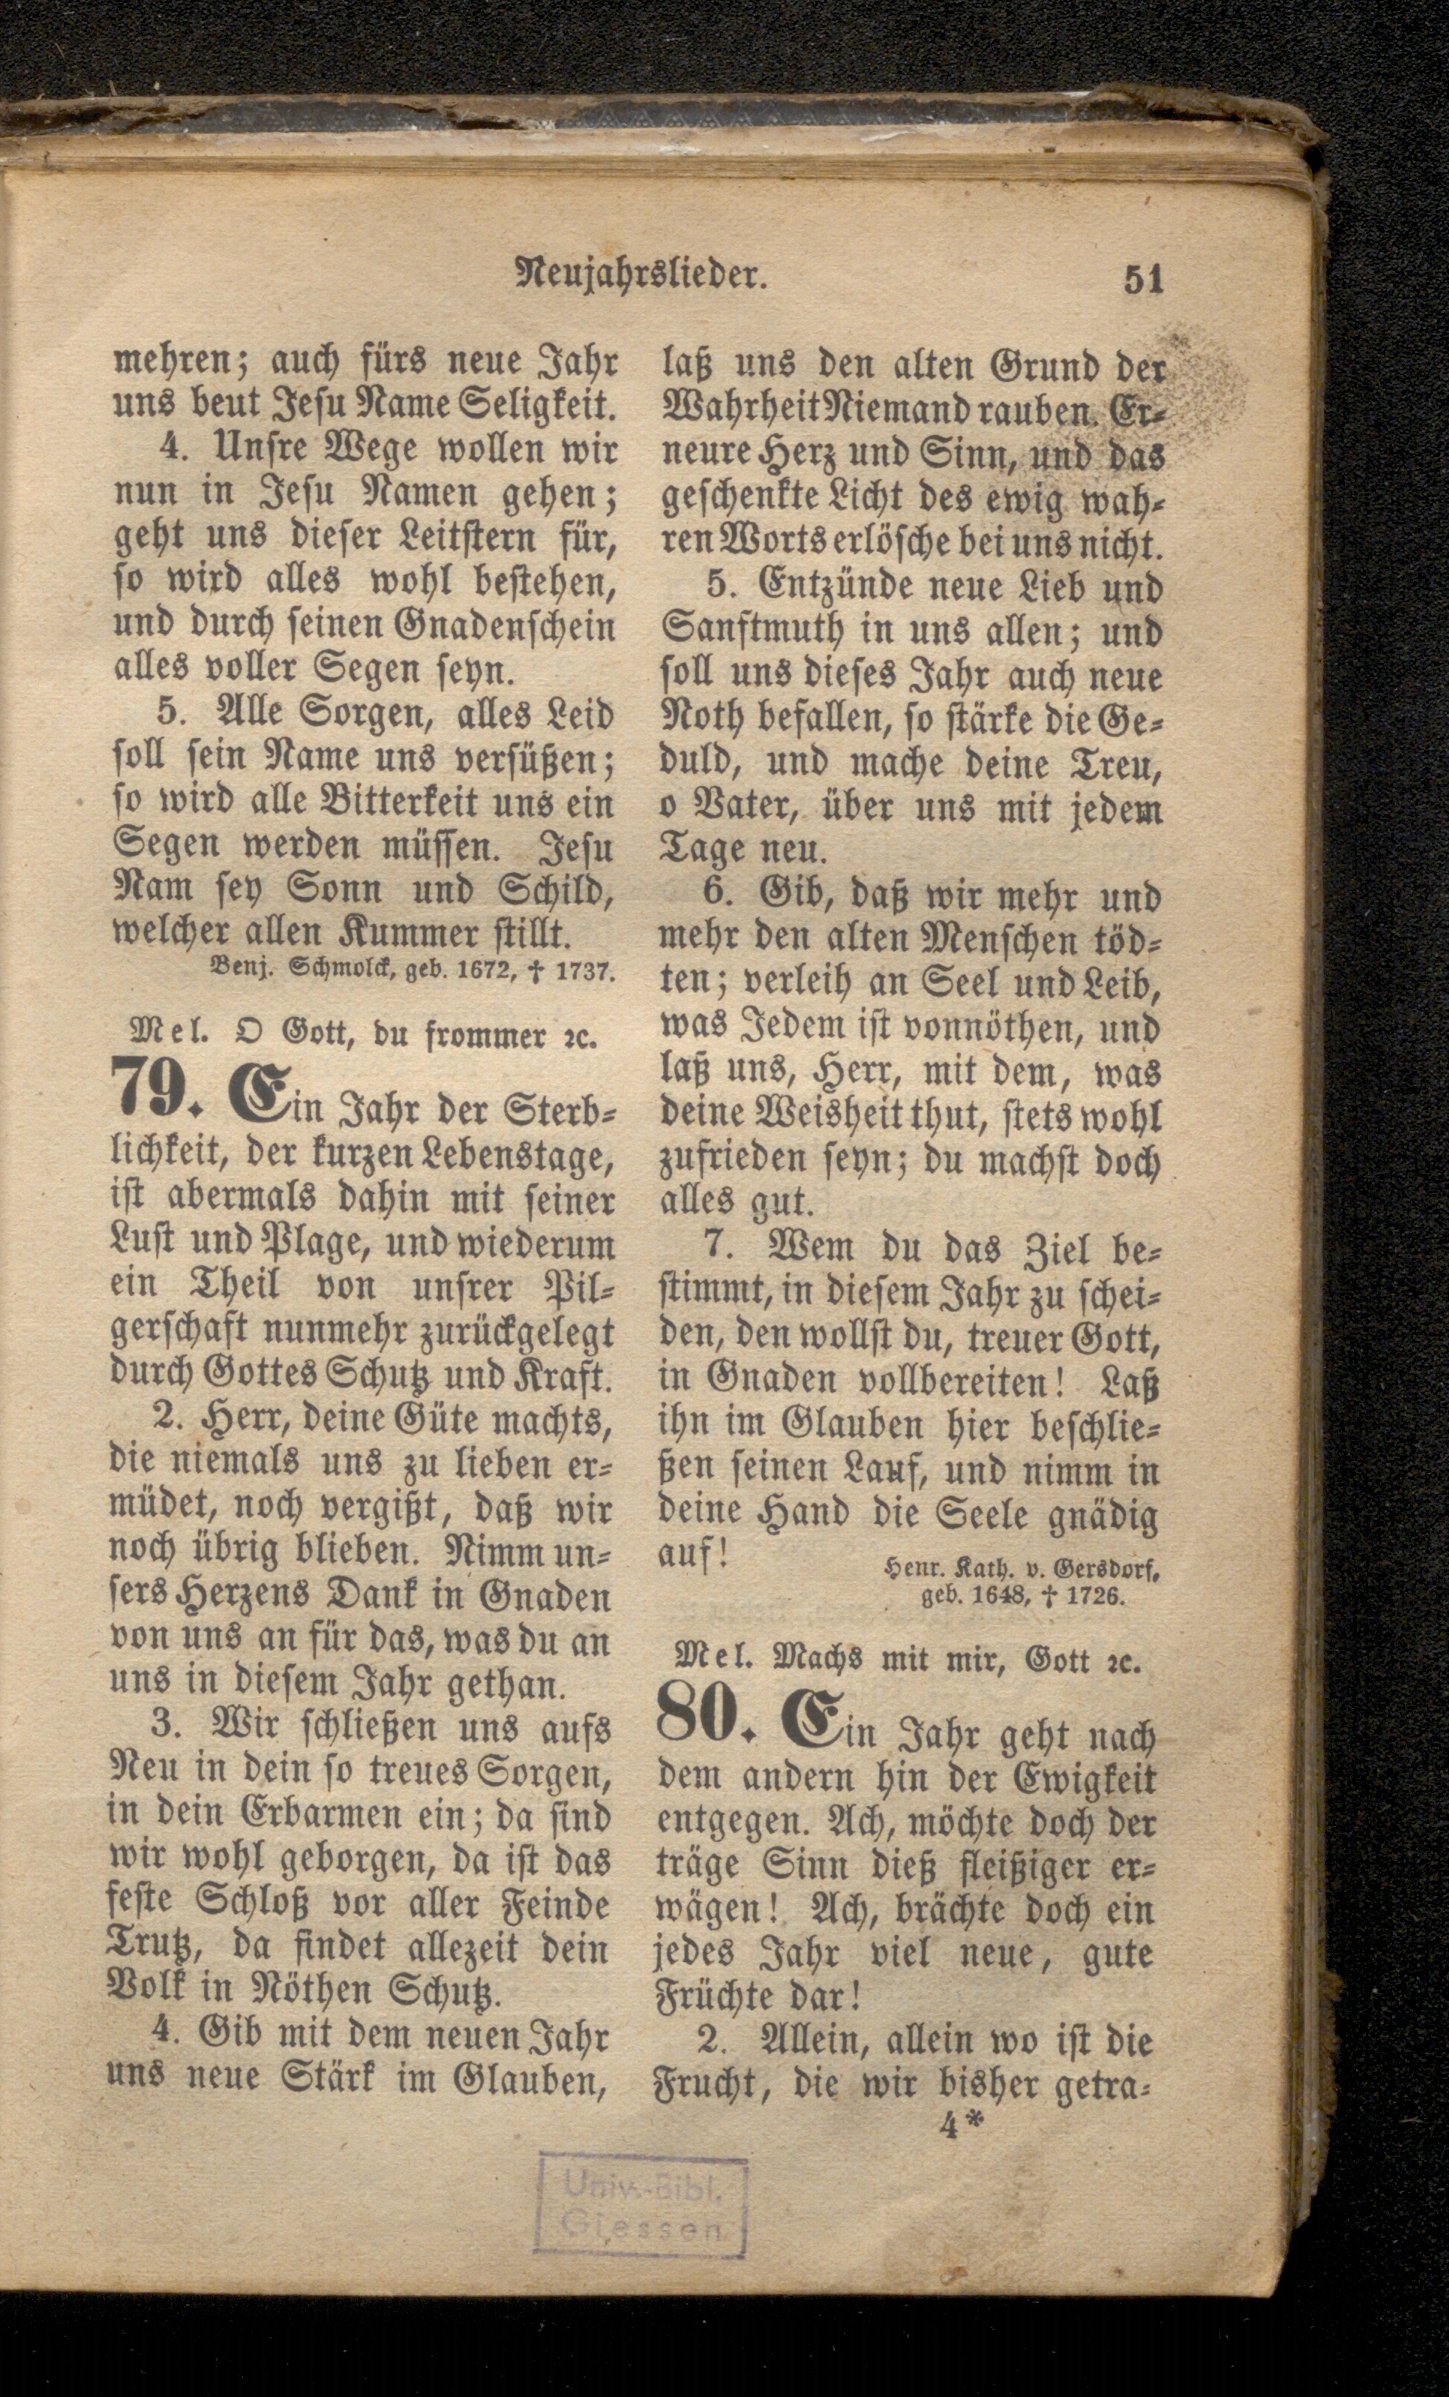 Neujahrslieder.
51
mehren; auch fürs neue Jahr
uns beut Jesu Name Seligkeit.
4. Unsre Wege wollen wir
nun in Jesu Namen gehen;
geht uns dieser Leitstern für,
so wird alles wohl bestehen,
und durch seinen Gnadenschein
alles voller Segen seyn.
5. Alle Sorgen, alles Leid
soll sein Name uns versüßen;
so wird alle Bitterkeit uns ein
Segen werden müssen. Jesu
Nam sey Sonn und Schild,
welcher allen Kummer stillt.
Benj. Schmolck, geb. 1672, † 1737.
Mel. O Gott, du frommer ꝛc.
79. Ein Jahr der Sterb-
lichkeit, der kurzen Lebenstage,
ist abermals dahin mit seiner
Lust und Plage, und wiederum
ein Theil von unsrer Pil-
gerschaft nunmehr zurückgelegt
durch Gottes Schutz und Kraft.
2. Herr, deine Güte machts,
die niemals uns zu lieben er-
müdet, noch vergißt, daß wir
noch übrig blieben. Nimm un-
sers Herzens Dank in Gnaden
von uns an für das, was du an
uns in diesem Jahr gethan.
3. Wir schließen uns aufs
Neu in dein so treues Sorgen,
in dein Erbarmen ein; da sind
wir wohl geborgen, da ist das
feste Schloß vor aller Feinde
Trutz, da findet allezeit dein
Volk in Nöthen Schutz.
4. Gib mit dem neuen Jahr
uns neue Stärk im Glauben,
laß uns den alten Grund der
Wahrheit Niemand rauben. Er-
neure Herz und Sinn, und das
geschenkte Licht des ewig wah-
ren Worts erlösche bei uns nicht.
5. Entzünde neue Lieb und
Sanftmuth in uns allen; und
soll uns dieses Jahr auch neue
Noth befallen, so stärke die Ge-
duld, und mache deine Treu,
o Vater, über uns mit jedem
Tage neu.
6. Gib, daß wir mehr und
mehr den alten Menschen töd-
ten; verleih an Seel und Leib,
was Jedem ist vonnöthen, und
laß uns, Herr, mit dem, was
deine Weisheit thut, stets wohl
zufrieden seyn; du machst doch
alles gut.
7. Wem du das Ziel be-
stimmt, in diesem Jahr zu schei-
den, den wollst du, treuer Gott,
in Gnaden vollbereiten! Laß
ihn im Glauben hier beschlie-
ßen seinen Lauf, und nimm in
deine Hand die Seele gnädig
auf!
Henr. Kath. v. Gersdorf,
geb. 1648, † 1726.
Mel. Machs mit mir, Gott ꝛc.
80. Ein Jahr geht nach
dem andern hin der Ewigkeit
entgegen. Ach, möchte doch der
träge Sinn dieß fleißiger er-
wägen! Ach, brächte doch ein
jedes Jahr viel neue, gute
Früchte dar!
2. Allein, allein wo ist die
Frucht, die wir bisher getra-
4*
Univ.-Bibl.
Giessen